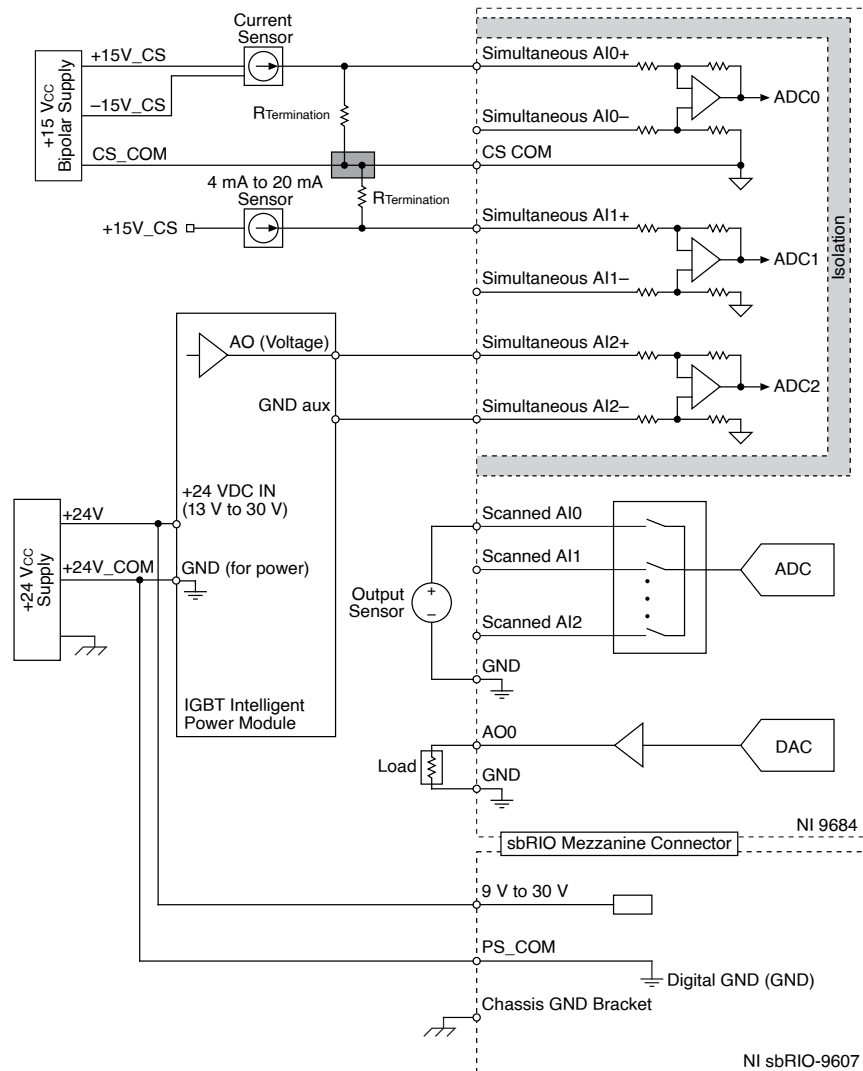 Current
Sensor
+15V_CS
Simultaneous AI0+
ADC0
–15V_CS
+15 VCC
Bipolar Supply
RTermination
Simultaneous AI0–
CS_COM
CS COM
4 mA to 20 mA
Sensor
RTermination
+15V_CS
Simultaneous AI1+
ADC1
Isolation
Simultaneous AI1–
AO (Voltage)
Simultaneous AI2+
ADC2
GND aux
Simultaneous AI2–
+24 VDC IN
(13 V to 30 V)
+24V
+24 VCC
Supply
+24V_COM
GND (for power)
IGBT Intelligent
Power Module
Scanned AI0
Scanned AI1
ADC
Output
Sensor
+
–
Scanned AI2
GND
AO0
DAC
Load
GND
NI 9684
sbRIO Mezzanine Connector
9 V to 30 V
PS_COM
Digital GND (GND)
Chassis GND Bracket
NI sbRIO-9607